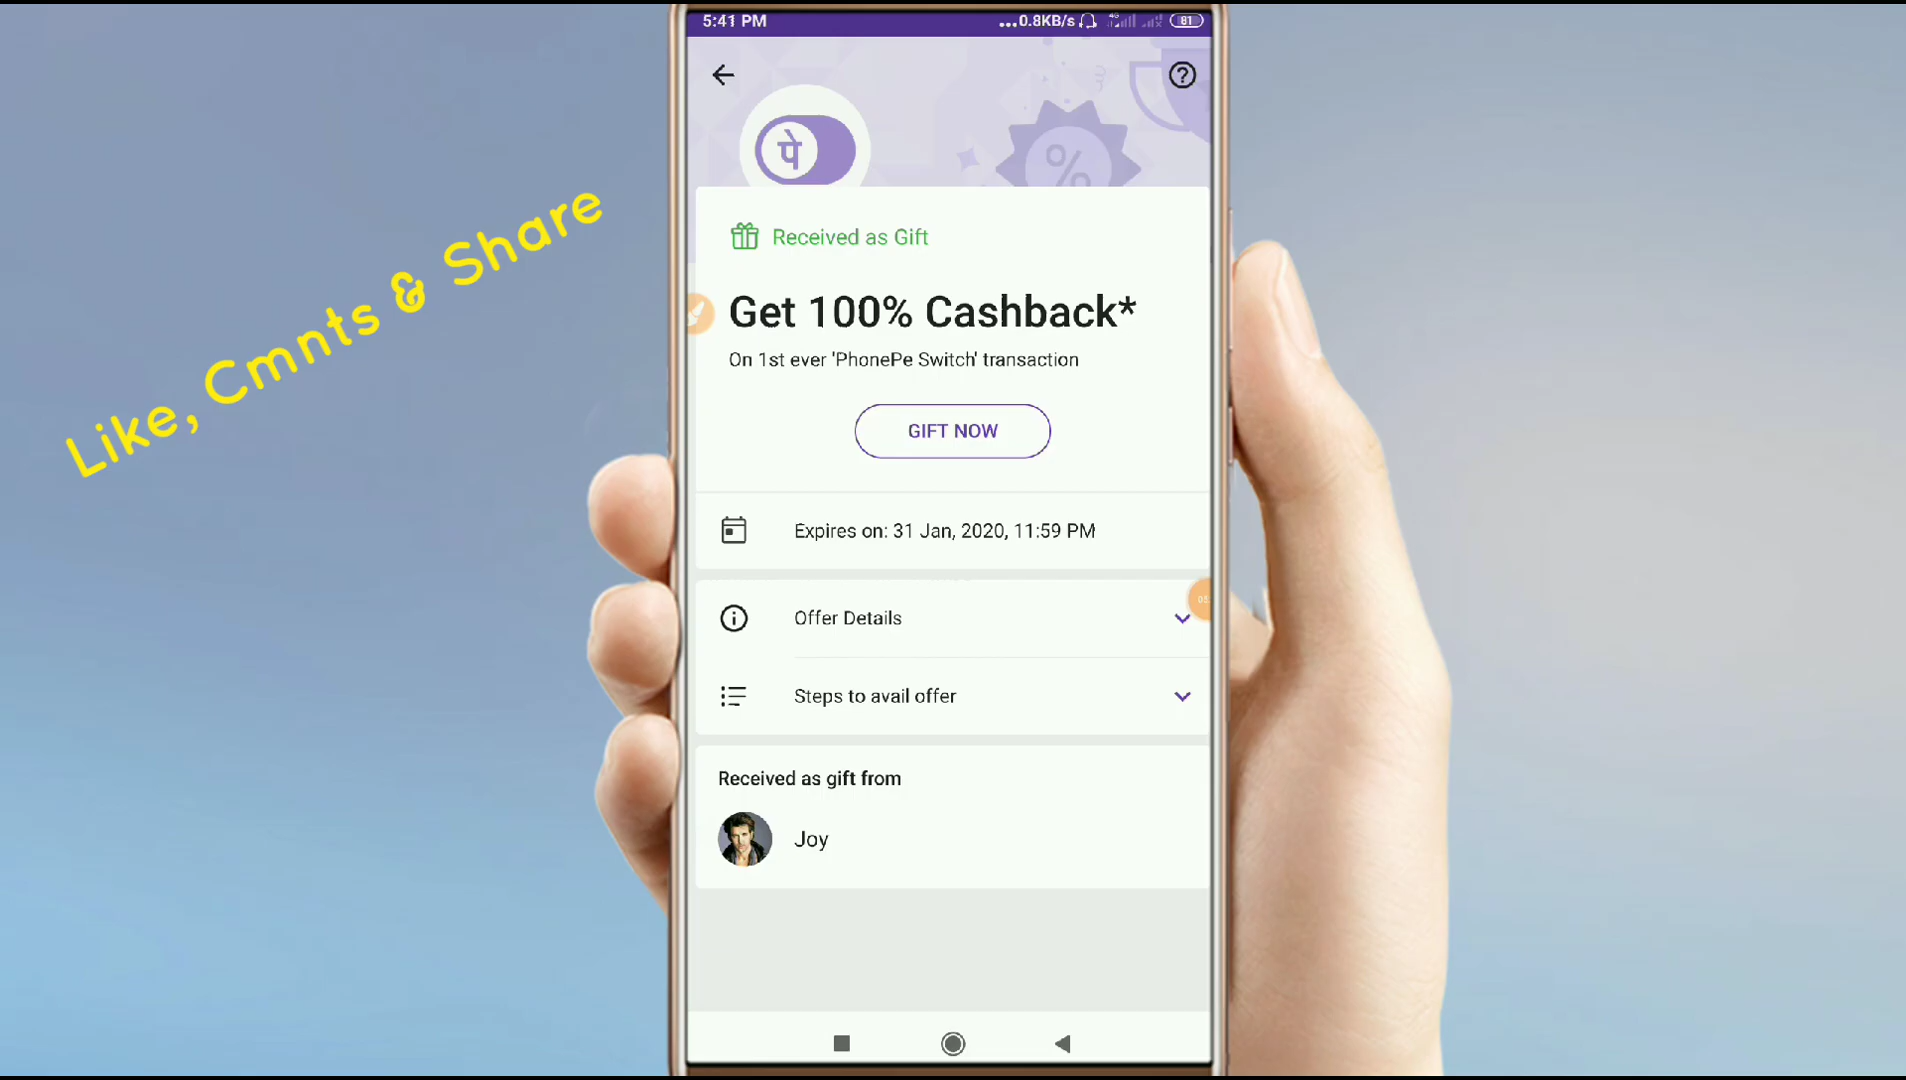 5:41 PM
...0.8KB/s
4G
81
पे
%
Received as Gift
Get 100% Cashback*
On 1st ever 'PhonePe Switch' transaction
GIFT NOW
Expires on: 31 Jan, 2020, 11:59 PM
Offer Details
Steps to avail offer
Received as gift from
Joy
Like, Cmnts & Share